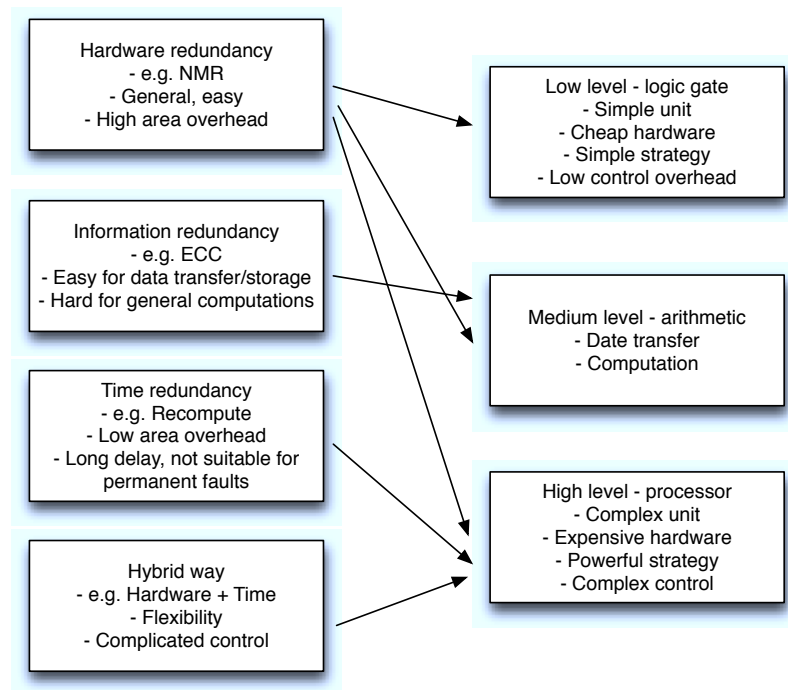 Hardware redundancy
- e.g. NMR
- General, easy
- High area overhead
Information redundancy
- e.g. ECC
- Easy for data transfer/storage
- Hard for general computations
Time redundancy
- e.g. Recompute
- Low area overhead
- Long delay, not suitable for
permanent faults
Hybrid way
- e.g. Hardware + Time
- Flexibility
- Complicated control
Low level - logic gate
- Simple unit
- Cheap hardware
- Simple strategy
- Low control overhead
Medium level - arithmetic
- Date transfer
- Computation
High level - processor
- Complex unit
- Expensive hardware
- Powerful strategy
- Complex control